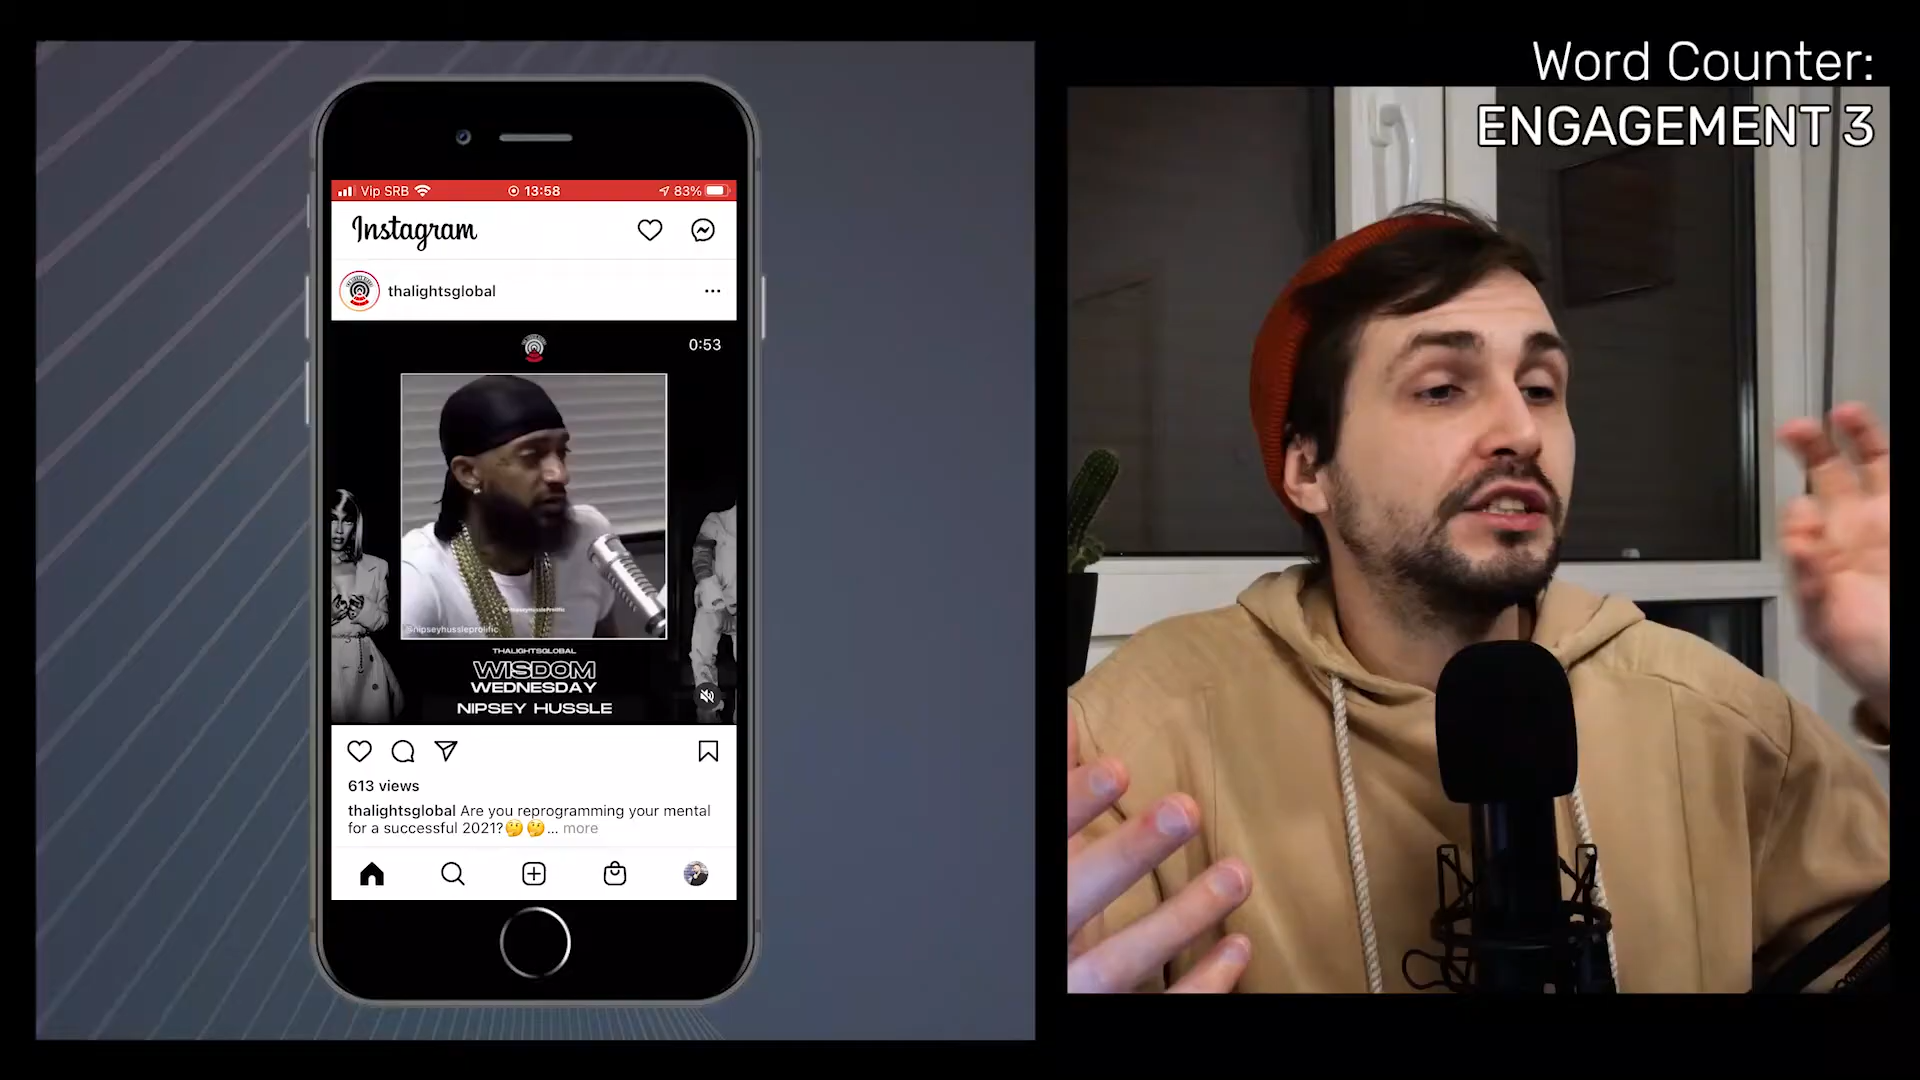 Word Counter:
ENGAGEMENT 3
Vip SRB
13:58
83%
Instagram
thalightsglobal
0:53
@nipseyhussleprolific
THALIGHTSGLOBAL
WISDOM
WEDNESDAY
NIPSEY HUSSLE
613 views
thalightsglobal Are you reprogramming your mental
for a successful 2021?🤔🤔... more